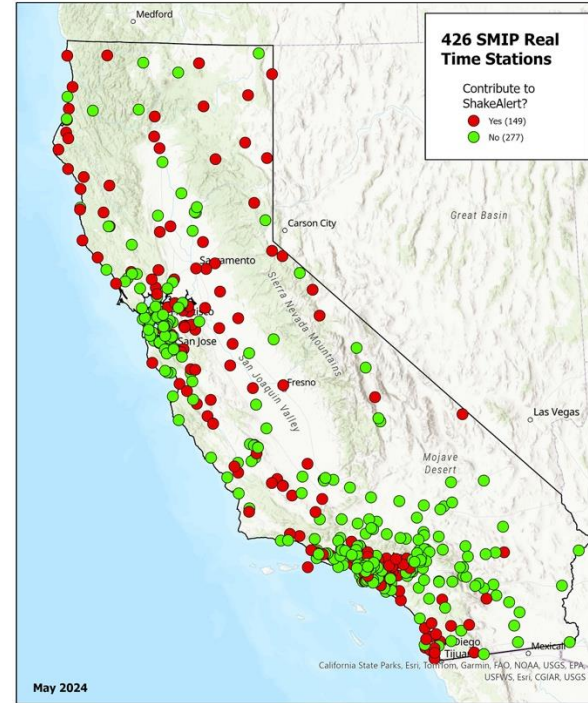 Medford
426 SMIP Real
Time Stations
Contribute to
ShakeAlert?
Yes (149)
No (277)
Carson City
Great Basin
Sacramento
Sierra Nevada Mountains
San Jose
San Joaquin Valley
Fresno
Las Vegas
Mojave
Desert
Diego
Tijuana
Mexicali
California State Parks, Esri, TomTom, Garmin, FAO, NOAA, USGS, EPA,
USFWS, Esri, CGIAR, USGS
May 2024